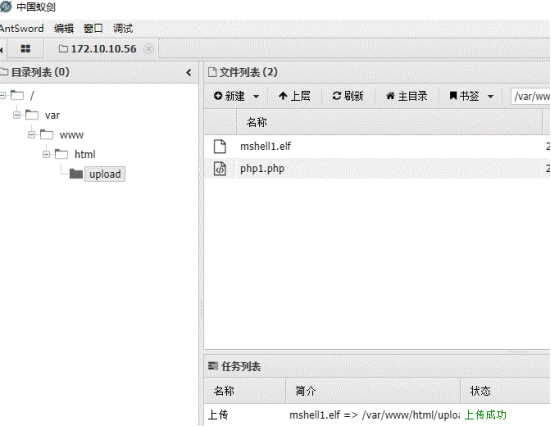 中国蚁剑
AntSword 编辑 窗口 调试
172.10.10.56
目录列表 (0)
/
var
www
html
upload
文件列表 (2)
新建 上层 刷新 主目录 书签 /var/ww
名称
mshell1.elf 2
php1.php 2
任务列表
名称 简介 状态
上传 mshell1.elf => /var/www/html/uploa 上传成功